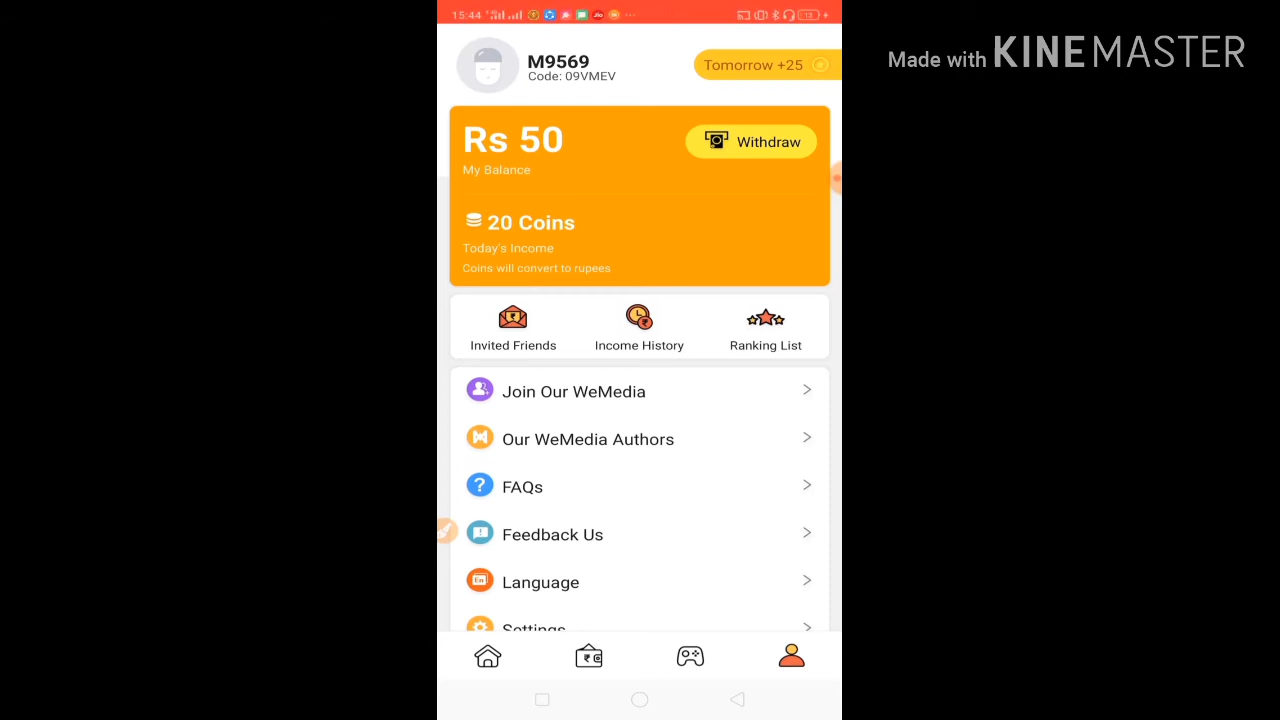 15:44
Made with KINEMASTER
M9569
Code: 09VMEV
Tomorrow +25
Rs 50
Withdraw
My Balance
20 Coins
Today's Income
Coins will convert to rupees
Invited Friends
Income History
Ranking List
Join Our WeMedia
Our WeMedia Authors
FAQs
Feedback Us
Language
Settings